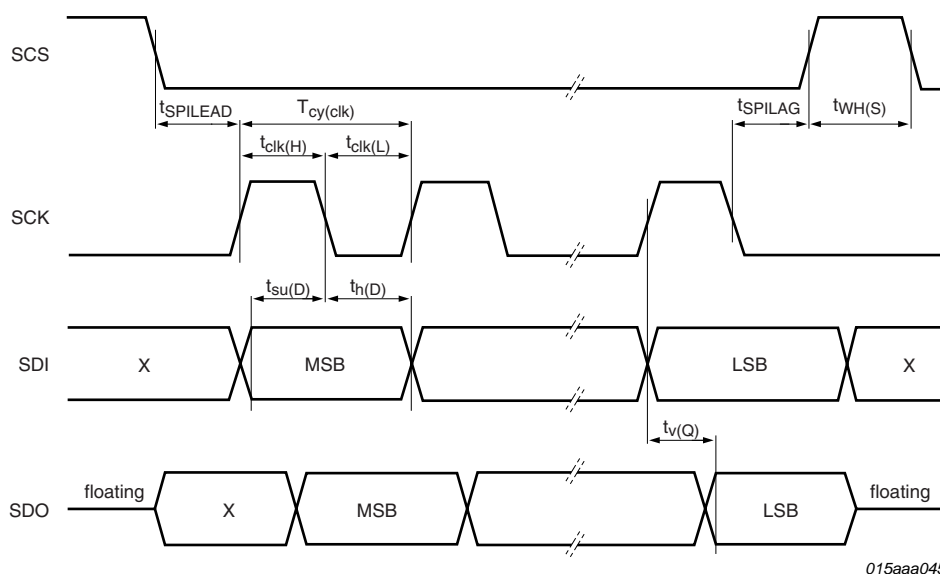 SCS
tSPILEAD
Tcy(clk)
tSPILAG
tWH(S)
tclk(H)
tclk(L)
SCK
tsu(D)
th(D)
SDI
X
MSB
LSB
X
tv(Q)
floating
floating
SDO
X
MSB
LSB
015aaa045